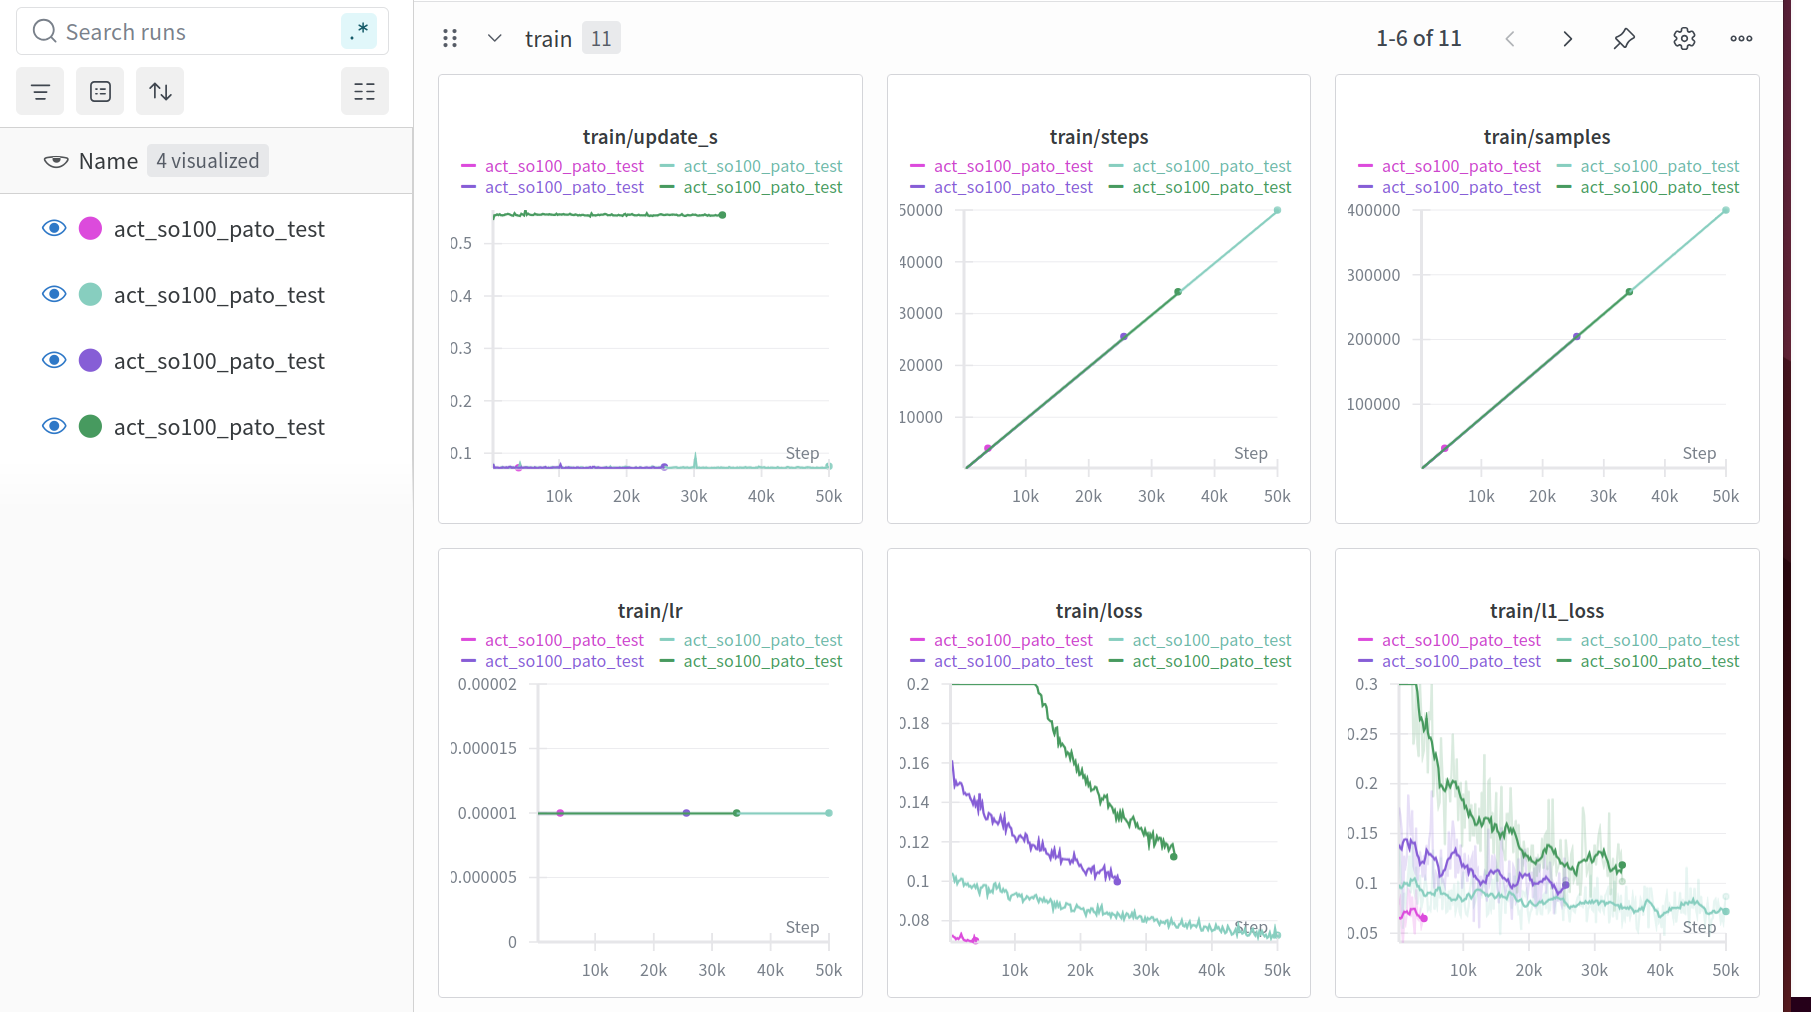 Search runs
.*
Name 4 visualized
act_so100_pato_test
act_so100_pato_test
act_so100_pato_test
act_so100_pato_test
train 11
1-6 of 11
train/update_s
act_so100_pato_test act_so100_pato_test
act_so100_pato_test act_so100_pato_test
0.5
0.4
0.3
0.2
0.1
Step
10k 20k 30k 40k 50k
train/steps
act_so100_pato_test act_so100_pato_test
act_so100_pato_test act_so100_pato_test
50000
40000
30000
20000
10000
Step
10k 20k 30k 40k 50k
train/samples
act_so100_pato_test act_so100_pato_test
act_so100_pato_test act_so100_pato_test
400000
300000
200000
100000
Step
10k 20k 30k 40k 50k
train/lr
act_so100_pato_test act_so100_pato_test
act_so100_pato_test act_so100_pato_test
0.00002
0.000015
0.00001
0.000005
0
Step
10k 20k 30k 40k 50k
train/loss
act_so100_pato_test act_so100_pato_test
act_so100_pato_test act_so100_pato_test
0.2
0.18
0.16
0.14
0.12
0.1
0.08
Step
10k 20k 30k 40k 50k
train/l1_loss
act_so100_pato_test act_so100_pato_test
act_so100_pato_test act_so100_pato_test
0.3
0.25
0.2
0.15
0.1
0.05
Step
10k 20k 30k 40k 50k